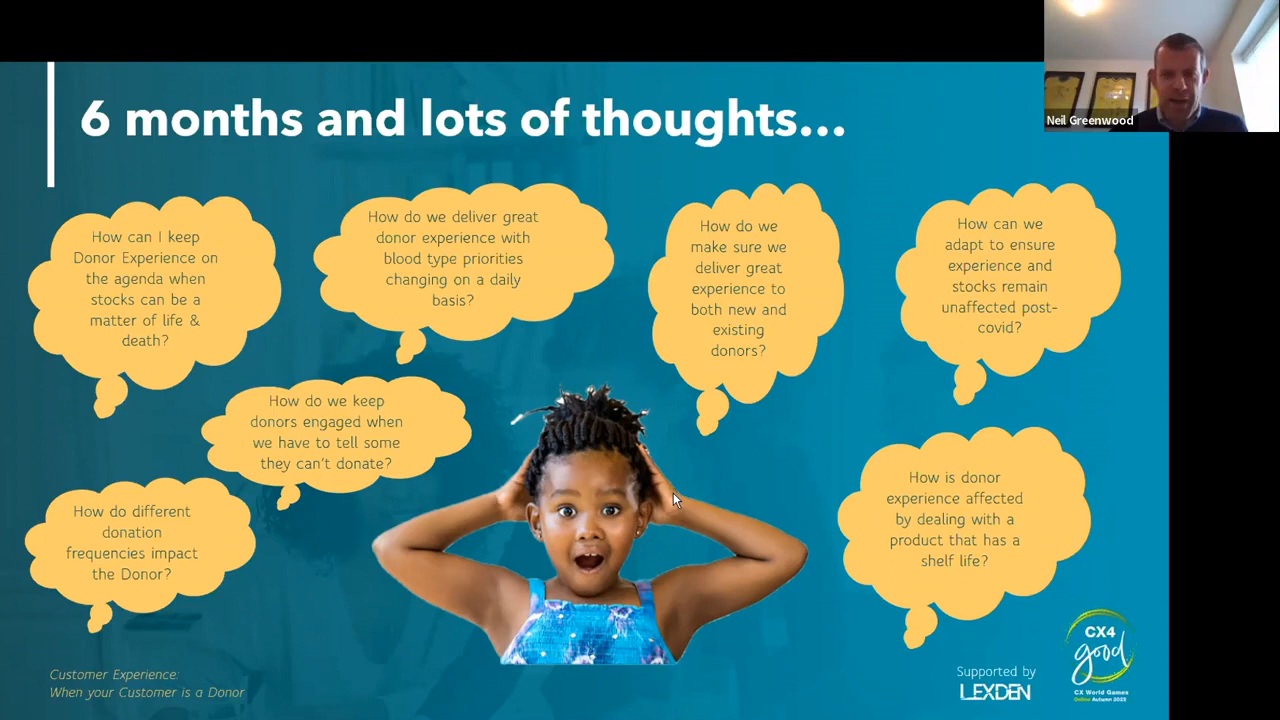 Neil Greenwood
6 months and lots of thoughts...
How can I keep
Donor Experience on
the agenda when
stocks can be a
matter of life &
death?
How do we deliver great
donor experience with
blood type priorities
changing on a daily
basis?
How do we
make sure we
deliver great
experience to
both new and
existing
donors?
How can we
adapt to ensure
experience and
stocks remain
unaffected post-
covid?
How do we keep
donors engaged when
we have to tell some
they can't donate?
How do different
donation
frequencies impact
the Donor?
How is donor
experience affected
by dealing with a
product that has a
shelf life?
Customer Experience:
When your Customer is a Donor
Supported by
LEXDEN
CX4
good
CX World Games
Online Autumn 2022